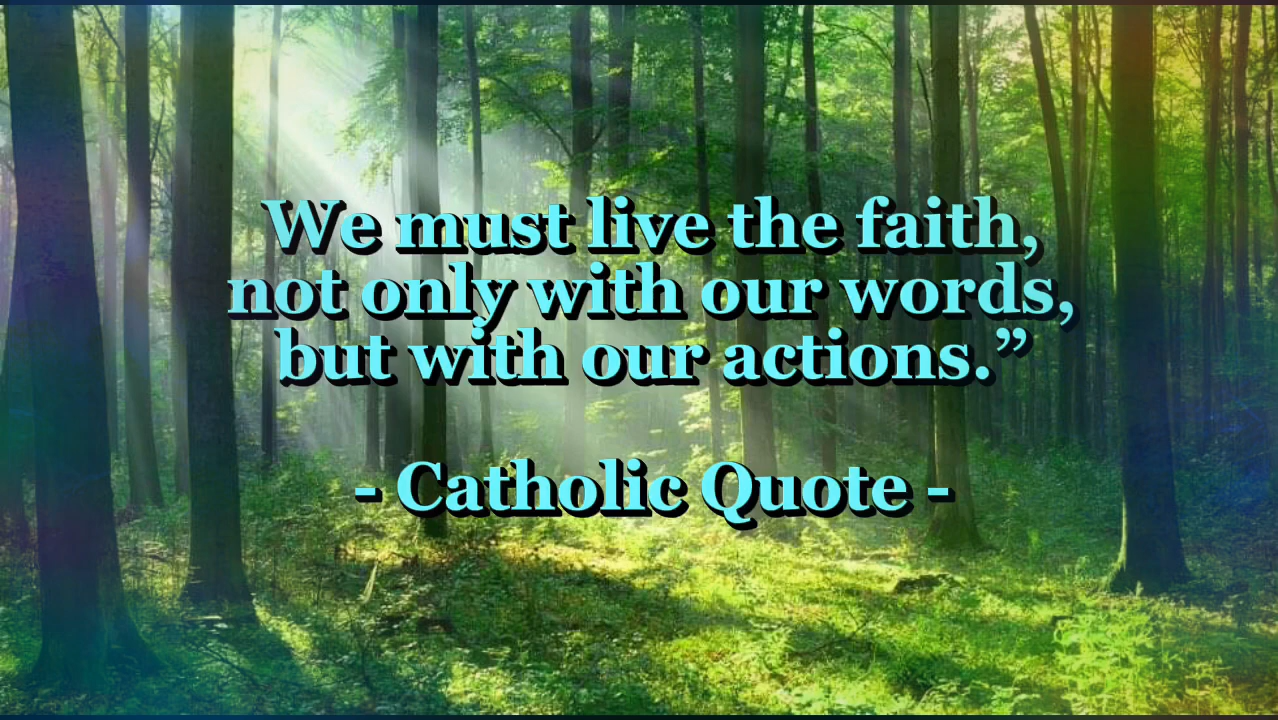 We must live the faith,
not only with our words,
but with our actions.”
- Catholic Quote -